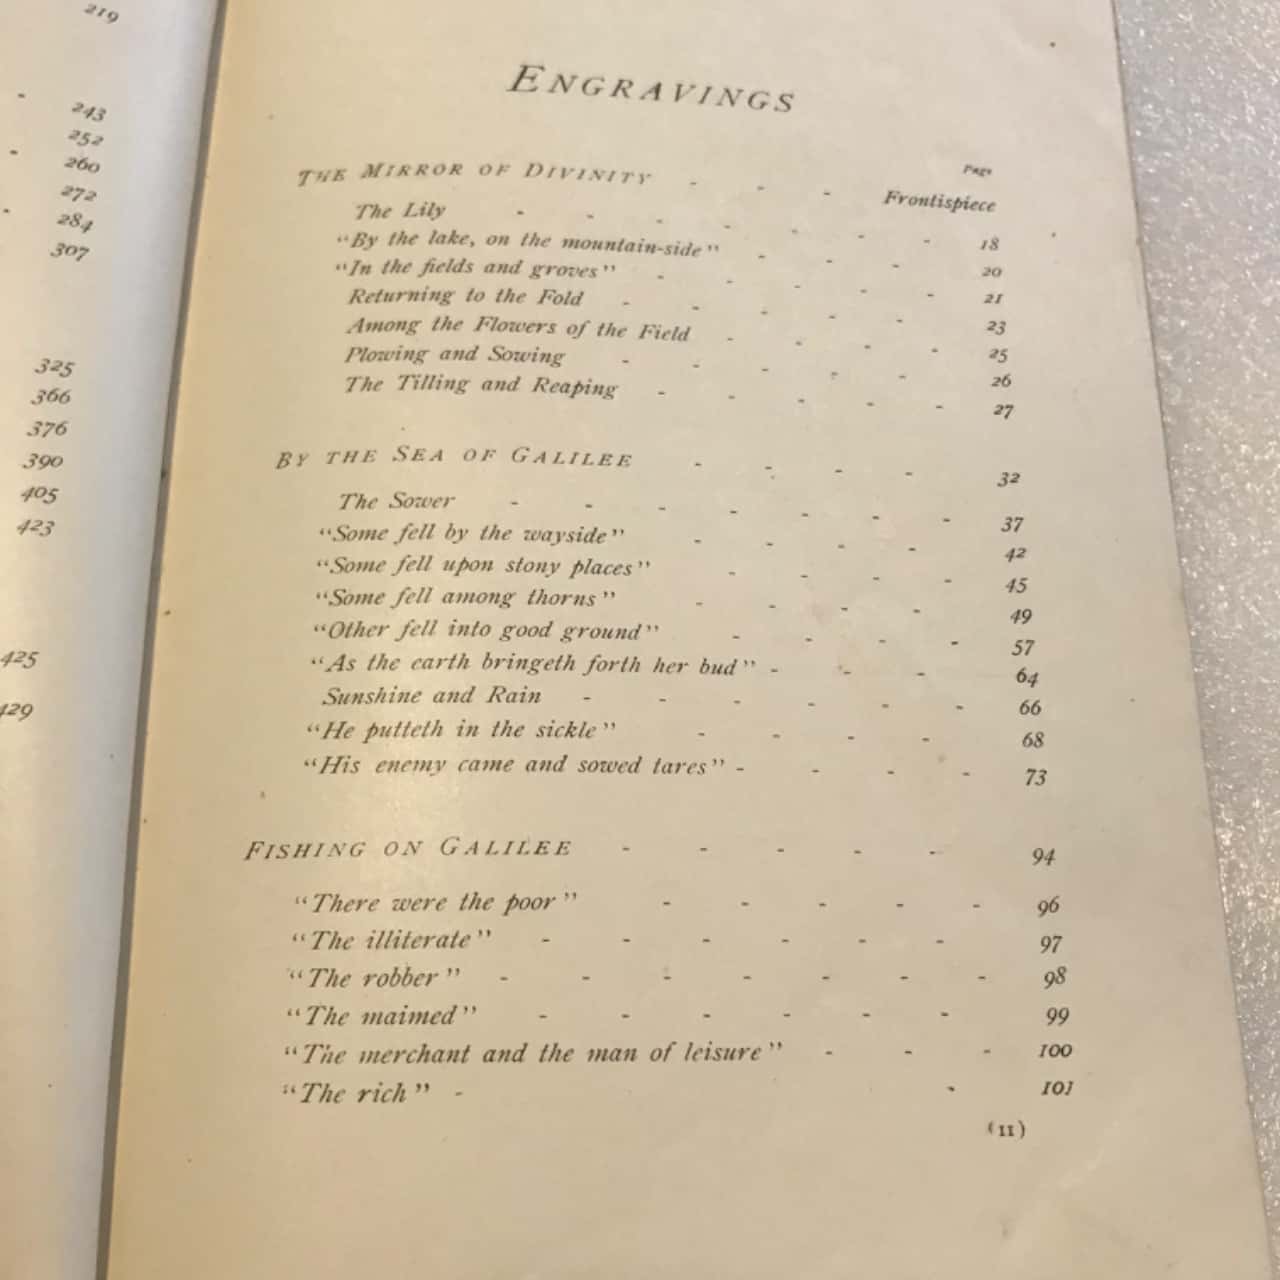 219
243
252
260
272
284
307
325
366
376
390
405
423
425
429
ENGRAVINGS
Page
THE MIRROR OF DIVINITY - - - Frontispiece
The Lily - - - - - - - 18
"By the lake, on the mountain-side" - - - 20
"In the fields and groves" - - - - - 21
Returning to the Fold - - - - - 23
Among the Flowers of the Field - - - - 25
Plowing and Sowing - - - - - 26
The Tilling and Reaping - - - - - 27
BY THE SEA OF GALILEE - - - - 32
The Sower - - - - - - - 37
"Some fell by the wayside" - - - - 42
"Some fell upon stony places" - - - - 45
"Some fell among thorns" - - - - 49
"Other fell into good ground" - - - - 57
"As the earth bringeth forth her bud" - - - 64
Sunshine and Rain - - - - - - 66
"He putteth in the sickle" - - - - 68
"His enemy came and sowed tares" - - - - 73
FISHING ON GALILEE - - - - - 94
"There were the poor" - - - - - 96
"The illiterate" - - - - - - 97
"The robber" - - - - - - - 98
"The maimed" - - - - - - 99
"The merchant and the man of leisure" - - - 100
"The rich" - - 101
(11)